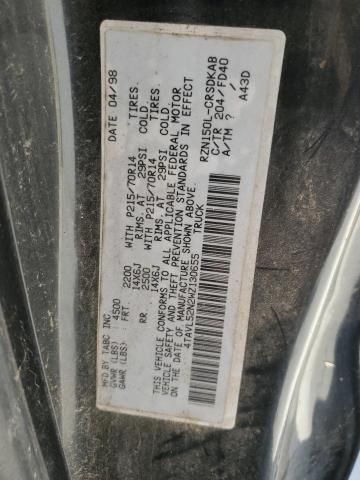 MFD. BY TABC INC
DATE 04/98
GVWR (LBS) 4500
GAWR (LBS) FRT. 2200 WITH P215/70R14 TIRES.
14X6J RIMS, AT 29PSI COLD.
RR 2500 WITH P215/70R14 TIRES.
14X6J RIMS, AT 29PSI COLD.
THIS VEHICLE CONFORMS TO ALL APPLICABLE FEDERAL MOTOR
VEHICLE SAFETY AND THEFT PREVENTION STANDARDS IN EFFECT
ON THE DATE OF MANUFACTURE SHOWN ABOVE.
4TAVL52N2WZ130655 TRUCK
RZN150L-CRSDKAB
C/TR 204/FD40
A/TM ? / A43D